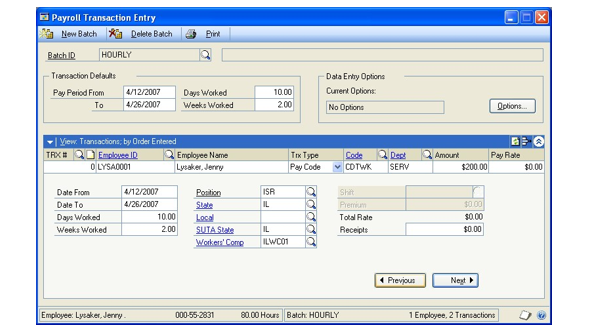 Payroll Transaction Entry
New Batch Delete Batch Print
Batch ID HOURLY
Transaction Defaults
Pay Period From 4/12/2007 Days Worked 10.00
To 4/26/2007 Weeks Worked 2.00
Data Entry Options
Current Options:
No Options Options...
View: Transactions; by Order Entered
TRX # Employee ID Employee Name Trx Type Code Dept Amount Pay Rate
0 LYSA0001 Lysaker, Jenny Pay Code CDTWK SERV $200.00 $0.00
Date From 4/12/2007 Position ISR Shift
Date To 4/26/2007 State IL Premium $0.00
Days Worked 10.00 Local Total Rate $0.00
Weeks Worked 2.00 SUTA State IL Receipts $0.00
Workers' Comp ILWC01
Previous Next
Employee: Lysaker, Jenny . 000-55-2831 80.00 Hours Batch: HOURLY 1 Employee, 2 Transactions